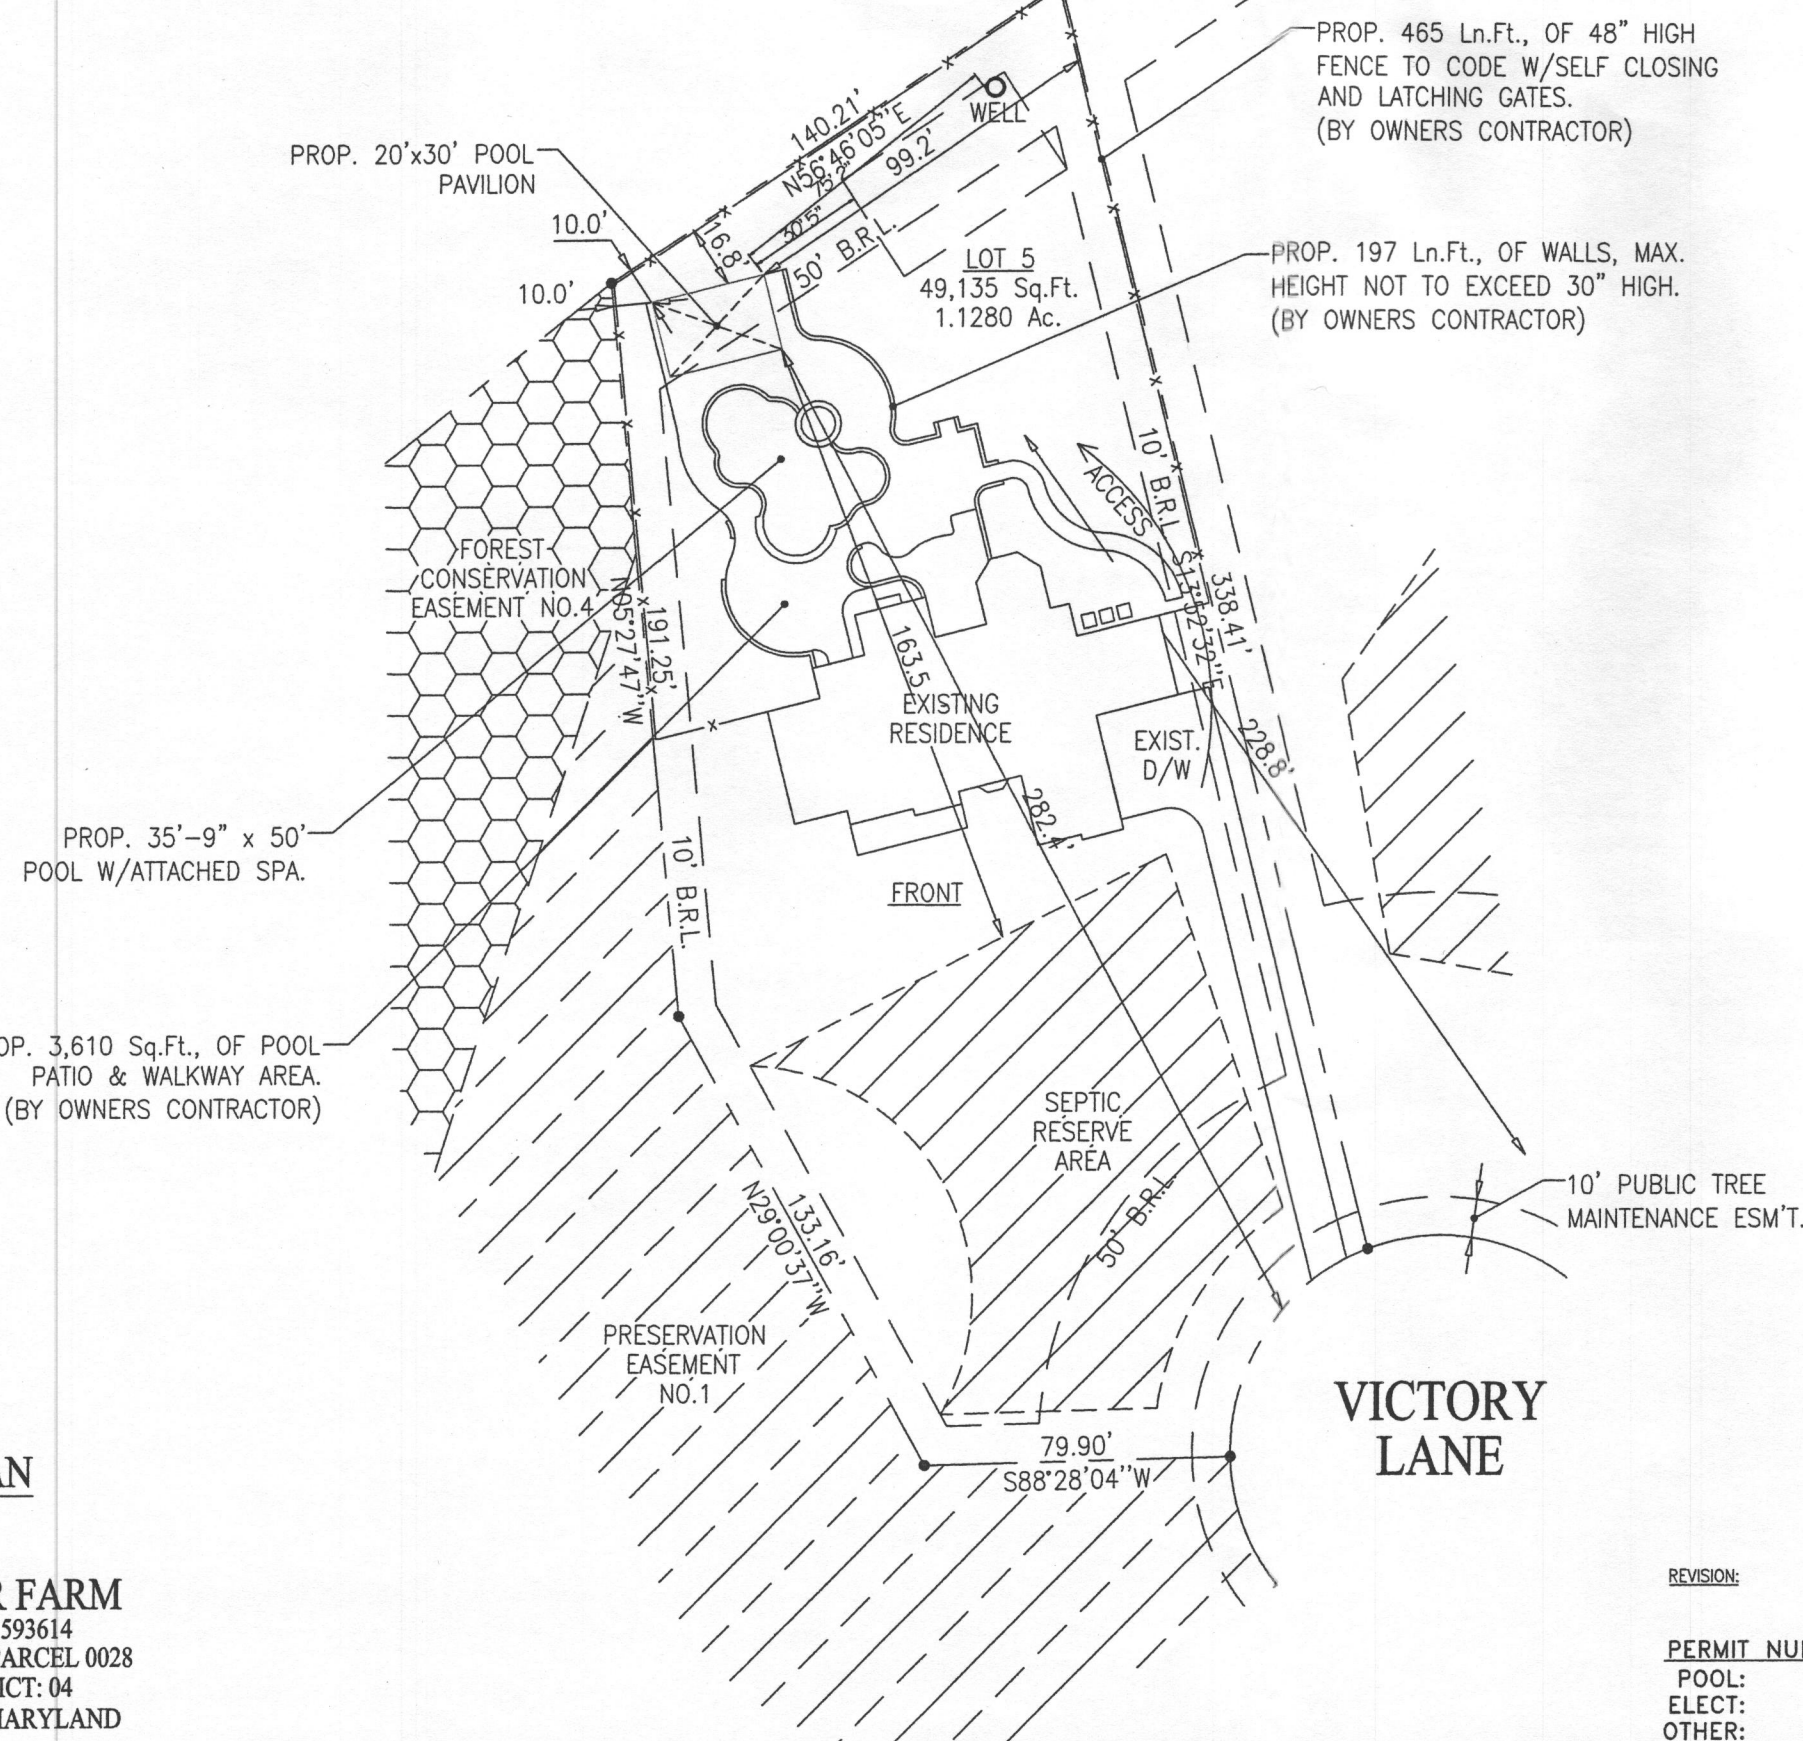 PROP. 465 Ln.Ft., OF 48" HIGH
FENCE TO CODE W/SELF CLOSING
AND LATCHING GATES.
(BY OWNERS CONTRACTOR)
PROP. 20'x30' POOL
PAVILION
10.0'
10.0'
16.8'
140.21'
N56°46'05"E
75'2"
99.2'
30'5"
WELL
50' B.R.L.
LOT 5
49,135 Sq.Ft.
1.1280 Ac.
PROP. 197 Ln.Ft., OF WALLS, MAX.
HEIGHT NOT TO EXCEED 30" HIGH.
(BY OWNERS CONTRACTOR)
10' B.R.L.
ACCESS
338.41'
S13°52'32"E
FOREST
CONSERVATION
EASEMENT NO.4
191.25'
N05°27'47"W
163.5
EXISTING
RESIDENCE
EXIST.
D/W
228.8'
282.4'
PROP. 35'-9" x 50'
POOL W/ATTACHED SPA.
10' B.R.L.
FRONT
OP. 3,610 Sq.Ft., OF POOL
PATIO & WALKWAY AREA.
(BY OWNERS CONTRACTOR)
SEPTIC
RESERVE
AREA
50' B.R.L.
10' PUBLIC TREE
MAINTENANCE ESM'T.
133.16'
N29°00'37"W
PRESERVATION
EASEMENT
NO.1
79.90'
S88°28'04"W
VICTORY
LANE
AN
R FARM
593614
PARCEL 0028
ICT: 04
MARYLAND
REVISION:
PERMIT NU
POOL:
ELECT:
OTHER: